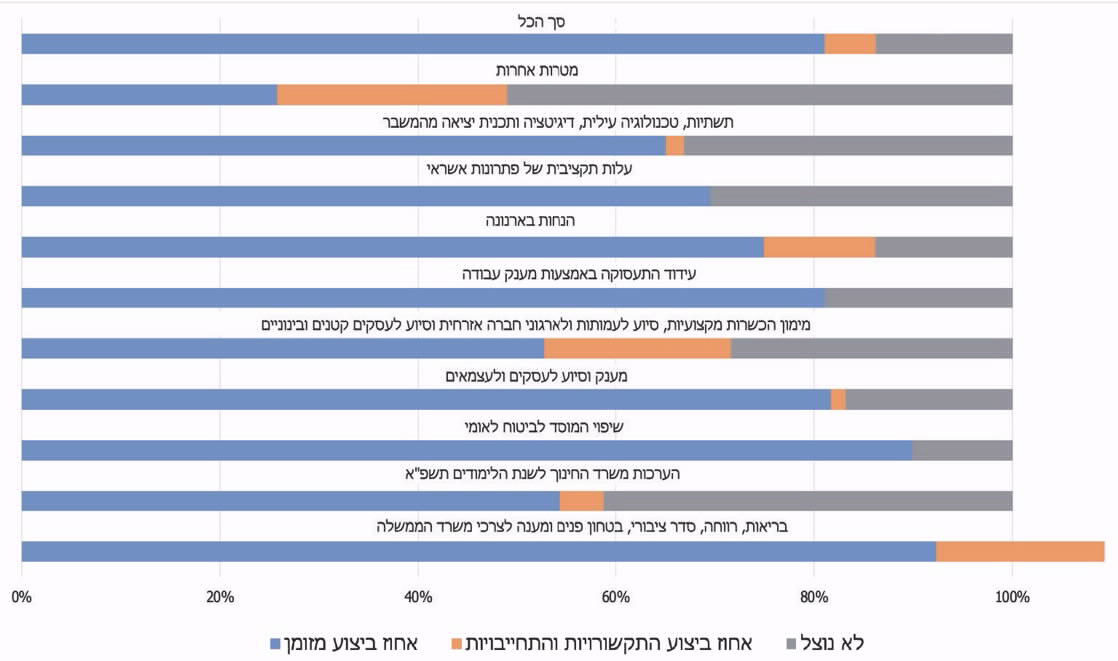 סך הכל
מטרות אחרות
תשתיות, טכנולוגיה עילית, דיגיטציה ותכנית יציאה מהמשבר
עלות תקציבית של פתרונות אשראי
הנחות בארנונה
עידוד התעסוקה באמצעות מענק עבודה
מימון הכשרות מקצועיות, סיוע לעמותות ולארגוני חברה אזרחית וסיוע לעסקים קטנים ובינוניים
מענק וסיוע לעסקים ולעצמאים
שיפוי המוסד לביטוח לאומי
הערכות משרד החינוך לשנת הלימודים תשפ"א
בריאות, רווחה, סדר ציבורי, בטחון פנים ומענה לצרכי משרד הממשלה
0% 20% 40% 60% 80% 100%
אחוז ביצוע מזומן אחוז ביצוע התקשורויות והתחייבויות לא נוצל